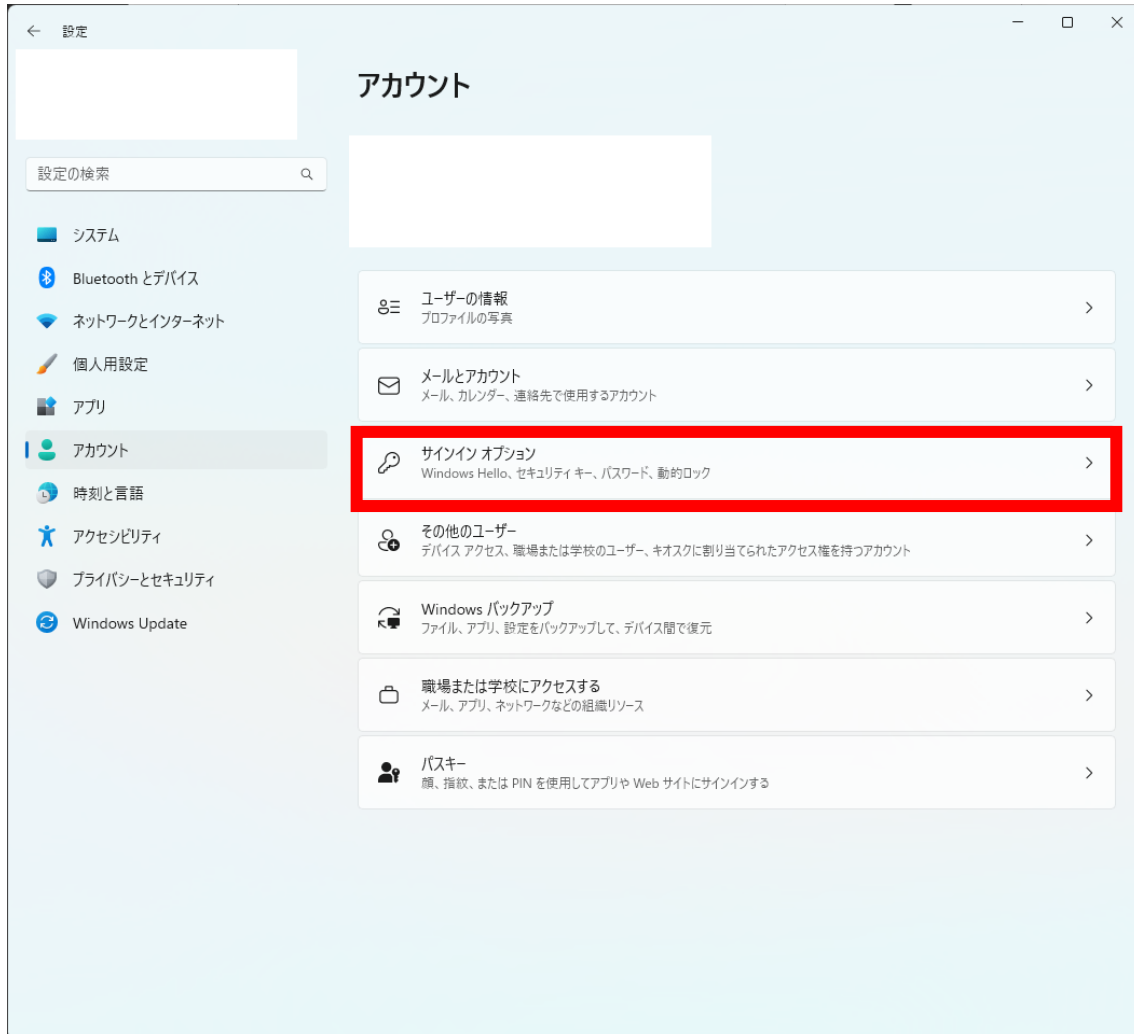 設定
アカウント
設定の検索
システム
Bluetooth とデバイス
ネットワークとインターネット
個人用設定
アプリ
アカウント
時刻と言語
アクセシビリティ
プライバシーとセキュリティ
Windows Update
ユーザーの情報
プロファイルの写真
メールとアカウント
メール、カレンダー、連絡先で使用するアカウント
サインイン オプション
Windows Hello、セキュリティ キー、パスワード、動的ロック
その他のユーザー
デバイス アクセス、職場または学校のユーザー、キオスクに割り当てられたアクセス権を持つアカウント
Windows バックアップ
ファイル、アプリ、設定をバックアップして、デバイス間で復元
職場または学校にアクセスする
メール、アプリ、ネットワークなどの組織リソース
パスキー
顔、指紋、または PIN を使用してアプリや Web サイトにサインインする